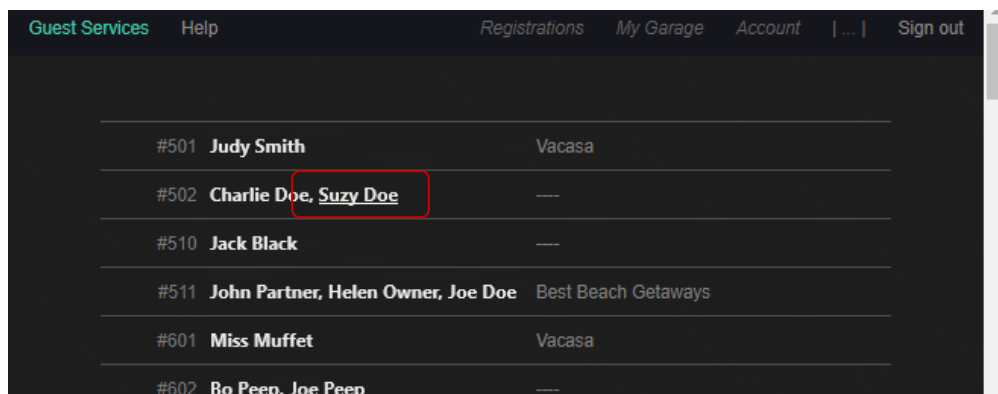 Guest Services Help Registrations My Garage Account | ... | Sign out
#501 Judy Smith Vacasa
#502 Charlie Doe, Suzy Doe ----
#510 Jack Black ----
#511 John Partner, Helen Owner, Joe Doe Best Beach Getaways
#601 Miss Muffet Vacasa
#602 Bo Peep, Joe Peep ----